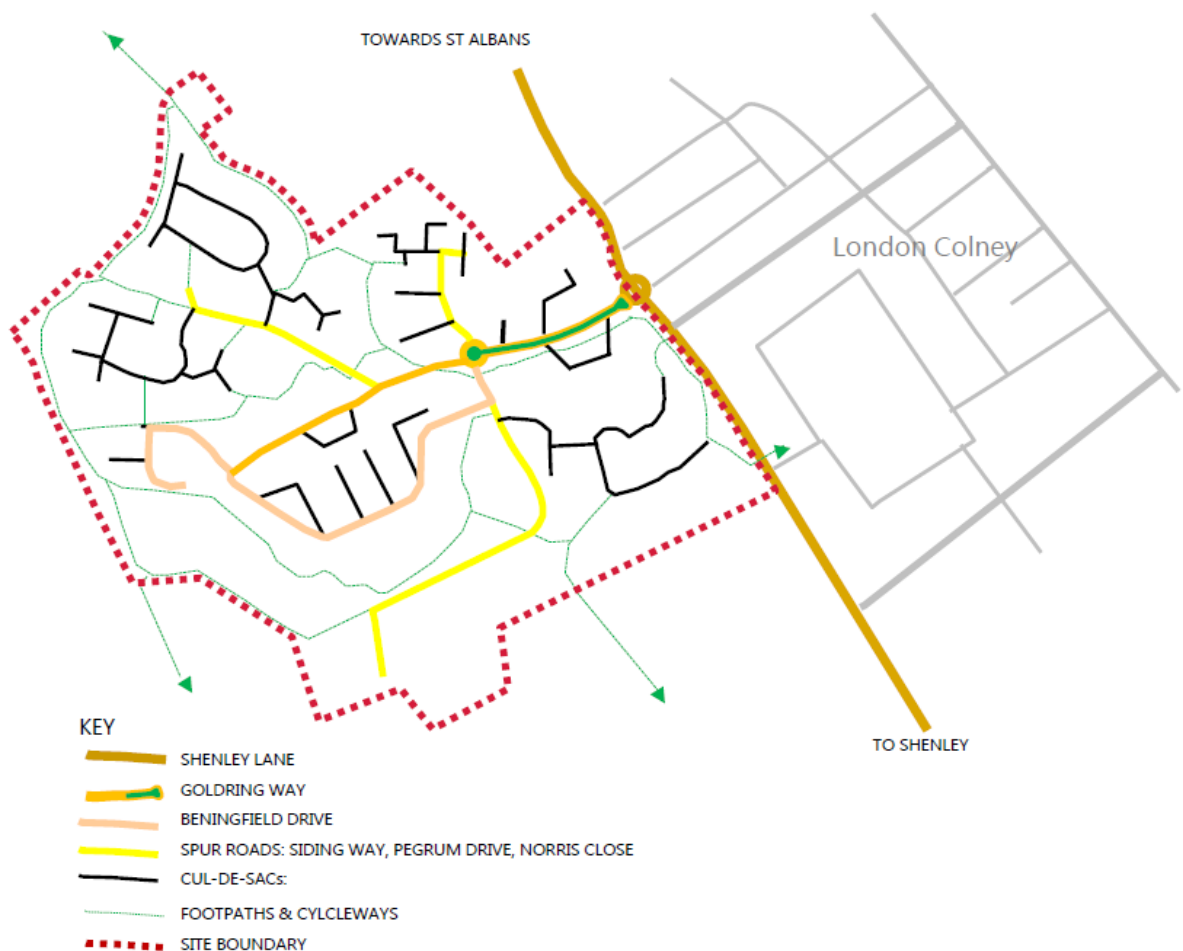 TOWARDS ST ALBANS
London Colney
TO SHENLEY
KEY
SHENLEY LANE
GOLDRING WAY
BENINGFIELD DRIVE
SPUR ROADS: SIDING WAY, PEGRUM DRIVE, NORRIS CLOSE
CUL-DE-SACs:
FOOTPATHS & CYLCLEWAYS
SITE BOUNDARY